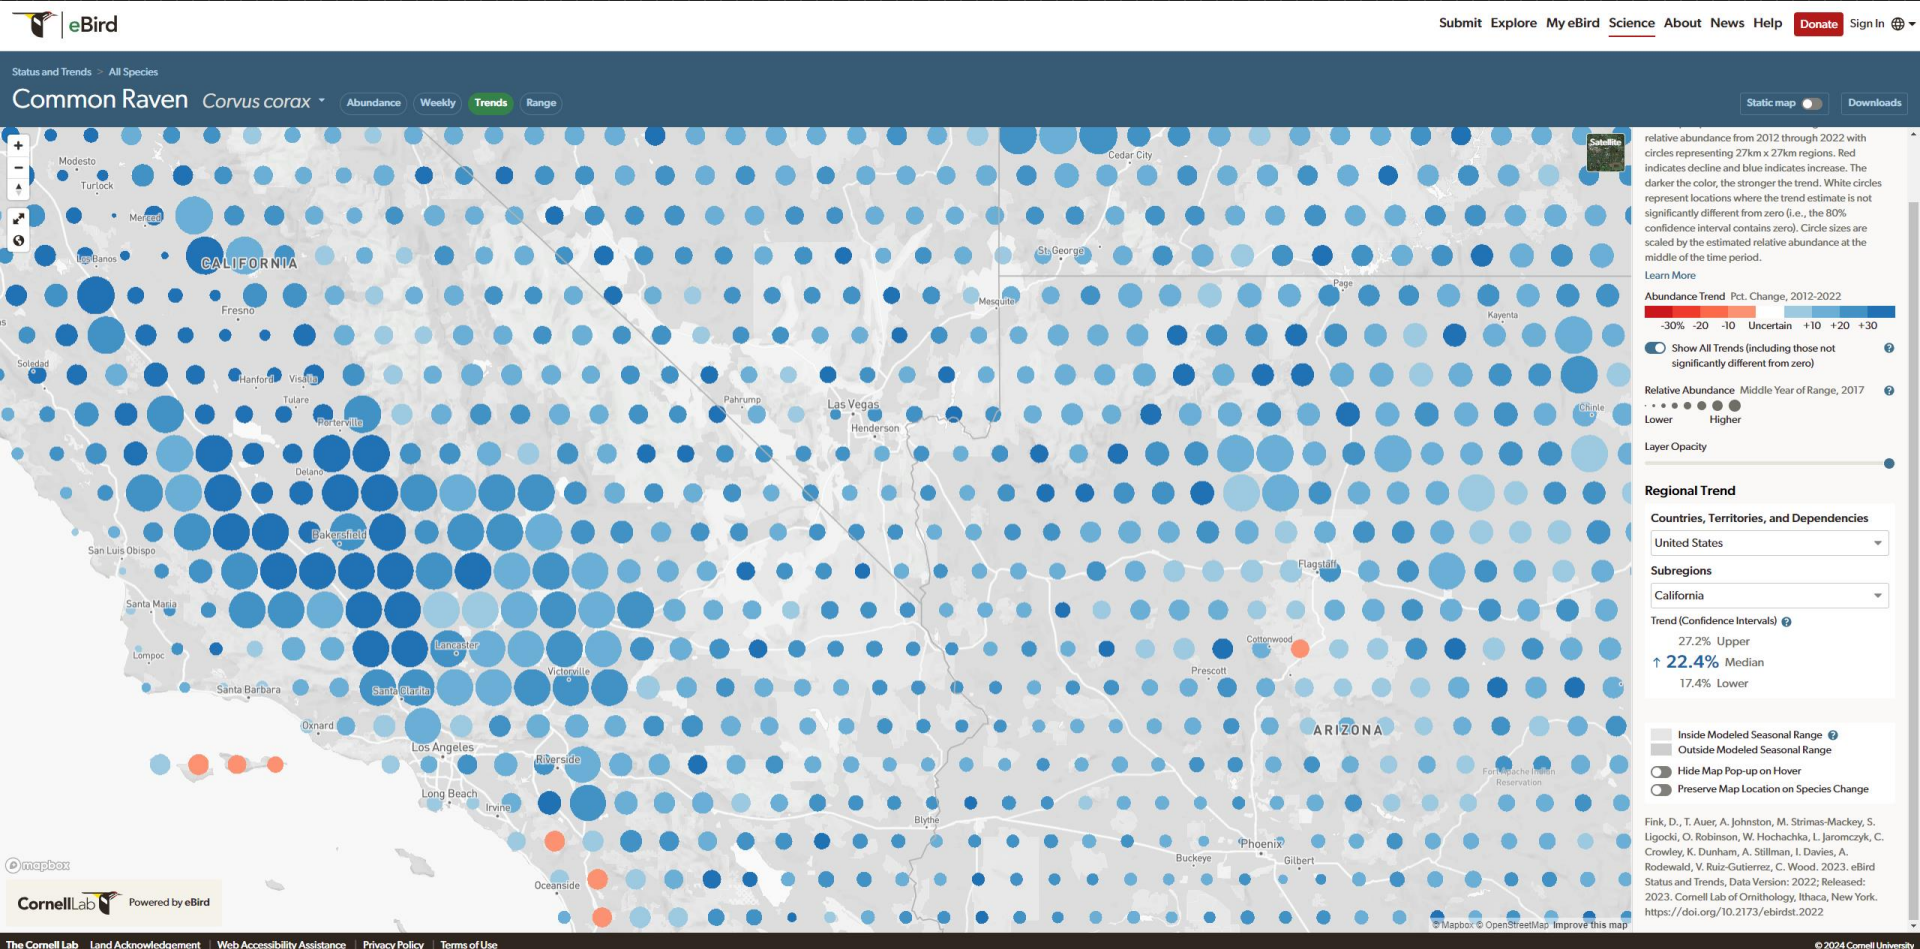 eBird
Submit Explore My eBird Science About News Help Donate Sign In
Status and Trends > All Species
Common Raven Corvus corax Abundance Weekly Trends Range
Static map Downloads
Satellite
Modesto
Turlock
Merced
Los Banos
CALIFORNIA
Fresno
Soledad
Hanford
Visalia
Tulare
Porterville
Delano
Bakersfield
San Luis Obispo
Santa Maria
Lompoc
Santa Barbara
Lancaster
Santa Clarita
Victorville
Oxnard
Los Angeles
Riverside
Long Beach
Irvine
Oceanside
Cedar City
St. George
Mesquite
Page
Kayenta
Chinle
Pahrump
Las Vegas
Henderson
Flagstaff
Cottonwood
Prescott
ARIZONA
Fort Apache Indian
Reservation
Blythe
Phoenix
Buckeye
Gilbert
mapbox
CornellLab Powered by eBird
© Mapbox © OpenStreetMap Improve this map
relative abundance from 2012 through 2022 with
circles representing 27km x 27km regions. Red
indicates decline and blue indicates increase. The
darker the color, the stronger the trend. White circles
represent locations where the trend estimate is not
significantly different from zero (i.e., the 80%
confidence interval contains zero). Circle sizes are
scaled by the estimated relative abundance at the
middle of the time period.
Learn More
Abundance Trend Pct. Change, 2012-2022
-30% -20 -10 Uncertain +10 +20 +30
Show All Trends (including those not
significantly different from zero)
Relative Abundance Middle Year of Range, 2017
Lower Higher
Layer Opacity
Regional Trend
Countries, Territories, and Dependencies
United States
Subregions
California
Trend (Confidence Intervals)
27.2% Upper
↑ 22.4% Median
17.4% Lower
Inside Modeled Seasonal Range
Outside Modeled Seasonal Range
Hide Map Pop-up on Hover
Preserve Map Location on Species Change
Fink, D., T. Auer, A. Johnston, M. Strimas-Mackey, S.
Ligocki, O. Robinson, W. Hochachka, L. Jaromczyk, C.
Crowley, K. Dunham, A. Stillman, I. Davies, A.
Rodewald, V. Ruiz-Gutierrez, C. Wood. 2023. eBird
Status and Trends, Data Version: 2022; Released:
2023. Cornell Lab of Ornithology, Ithaca, New York.
https://doi.org/10.2173/ebirdst.2022
The Cornell Lab Land Acknowledgement Web Accessibility Assistance Privacy Policy Terms of Use
© 2024 Cornell University